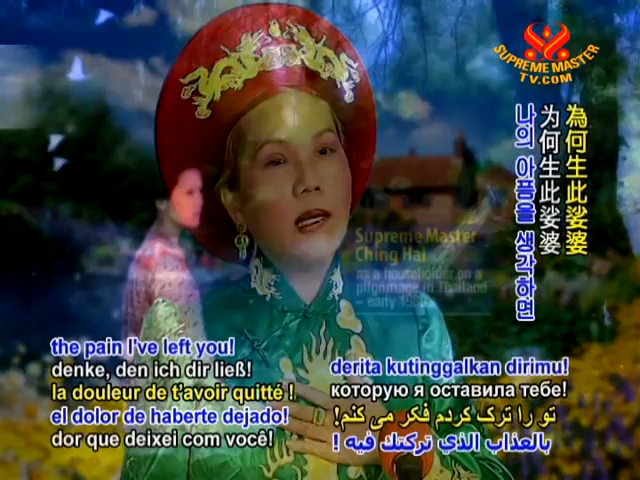 SUPREME MASTER
TV.COM
為何生此娑婆
为何生此娑婆
나의 아픔을 생각하면
Supreme Master
Ching Hai
as a householder on a
pilgrimage in Thailand
– early
the pain I've left you!
denke, den ich dir ließ!
la douleur de t'avoir quitté !
el dolor de haberte dejado!
dor que deixei com você!
derita kutinggalkan dirimu!
которую я оставила тебе!
تو را ترک کردم فکر می کنم!
بالعذاب الذي تركتك فيه !